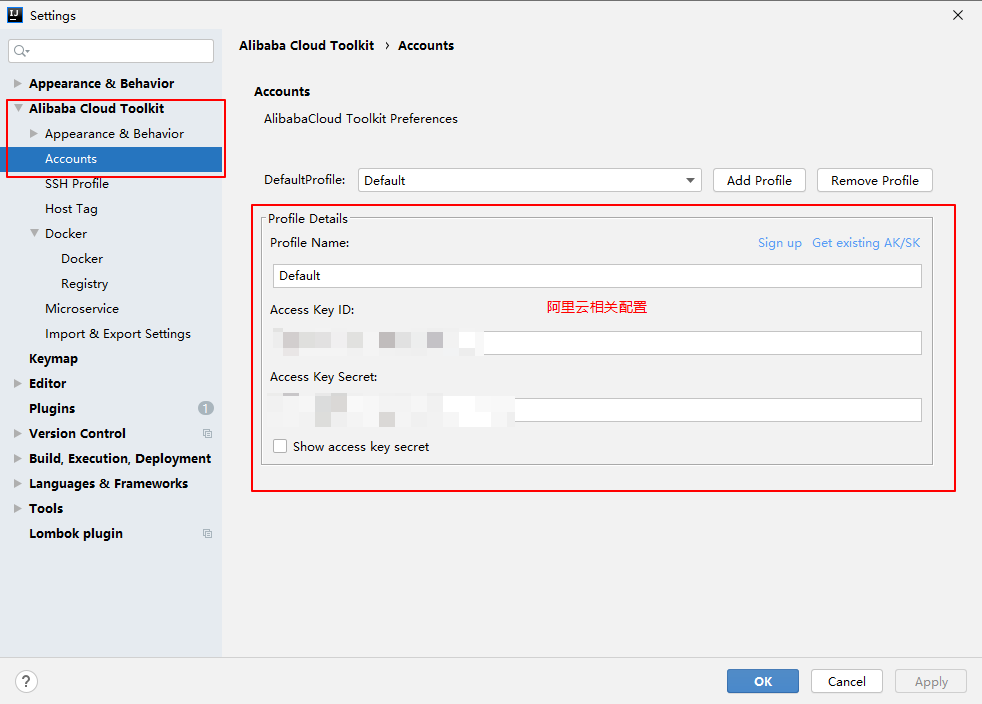 Settings
Appearance & Behavior
Alibaba Cloud Toolkit
Appearance & Behavior
Accounts
SSH Profile
Host Tag
Docker
Docker
Registry
Microservice
Import & Export Settings
Keymap
Editor
Plugins 1
Version Control
Build, Execution, Deployment
Languages & Frameworks
Tools
Lombok plugin
Alibaba Cloud Toolkit › Accounts
Accounts
AlibabaCloud Toolkit Preferences
DefaultProfile: Default Add Profile Remove Profile
Profile Details
Profile Name: Sign up Get existing AK/SK
Default
Access Key ID: 阿里云相关配置
Access Key Secret:
Show access key secret
? OK Cancel Apply